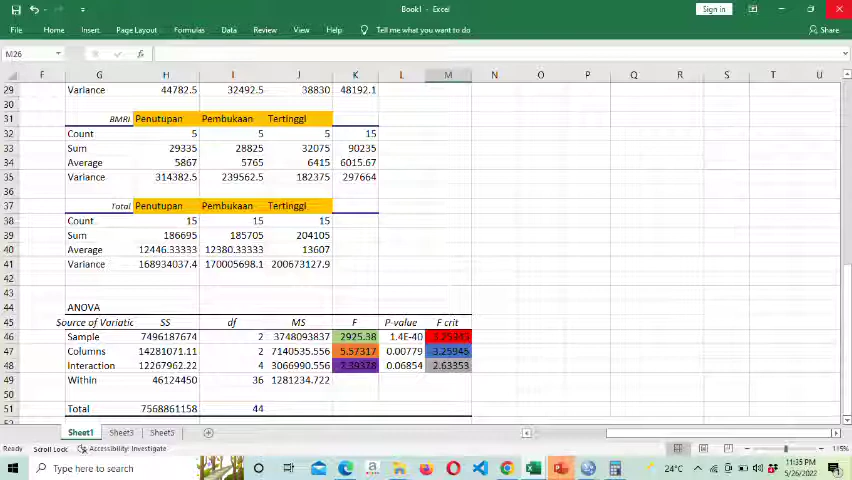 Book1 - Excel
Sign in
File Home Insert Page Layout Formulas Data Review View Help Tell me what you want to do Share
M26 fx
F G H I J K L M N O P Q R S T U
29 Variance 44782.5 32492.5 38830 48192.1
30
31 BMRI Penutupan Pembukaan Tertinggi
32 Count 5 5 5 15
33 Sum 29335 28825 32075 90235
34 Average 5867 5765 6415 6015.67
35 Variance 314382.5 239562.5 182375 297664
36
37 Total Penutupan Pembukaan Tertinggi
38 Count 15 15 15
39 Sum 186695 185705 204105
40 Average 12446.33333 12380.33333 13607
41 Variance 168934037.4 170005698.1 200673127.9
42
43
44 ANOVA
45 Source of Variatic SS df MS F P-value F crit
46 Sample 7496187674 2 3748093837 2925.38 1.4E-40 3.25945
47 Columns 14281071.11 2 7140535.556 5.57317 0.00779 3.25945
48 Interaction 12267962.22 4 3066990.556 2.39378 0.06854 2.63353
49 Within 46124450 36 1281234.722
50
51 Total 7568861158 44
Sheet1 Sheet3 Sheet5
Ready Scroll Lock Accessibility: Investigate 115%
Type here to search 24°C 11:35 PM
5/26/2022